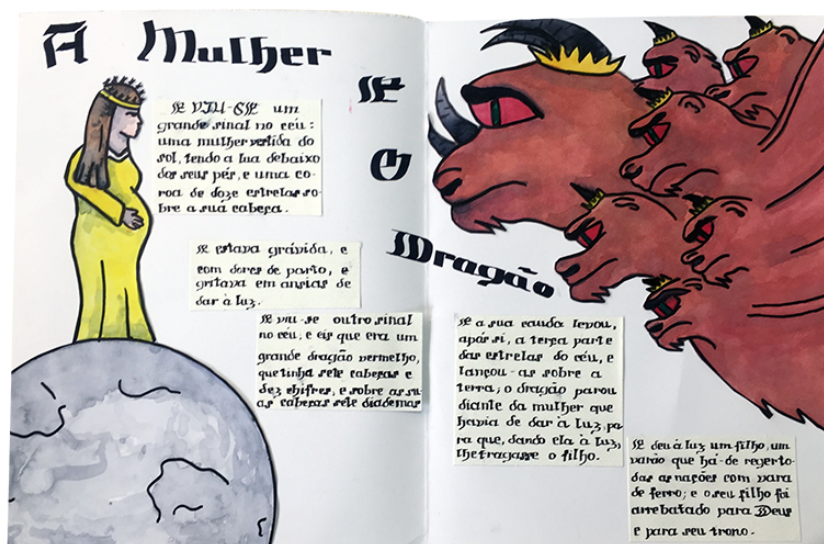 A Mulher
E
O
Dragão
E VIU-SE um
grande sinal no céu:
uma mulher vestida do
sol, tendo a lua debaixo
dos seus pés, e uma co-
roa de doze estrelas so-
bre a sua cabeça.
E estava grávida, e
com dores de parto, e
gritava em ansias de
dar à luz.
E viu-se outro sinal
no céu; e eis que era um
grande dragão vermelho,
que tinha sete cabeças e
dez chifres, e sobre as su-
as cabeças sete diademas
E a sua cauda levou,
após si, a terça parte
das estrelas do céu, e
lançou-as sobre a
terra; o dragão parou
diante da mulher que
havia de dar à luz, pa
ra que, dando ela à luz,
lhe tragasse o filho.
E deu à luz um filho, um
varão que há-de reger to-
das as nações com vara
de ferro; e o seu filho foi
arrebatado para Deus
e para seu trono.